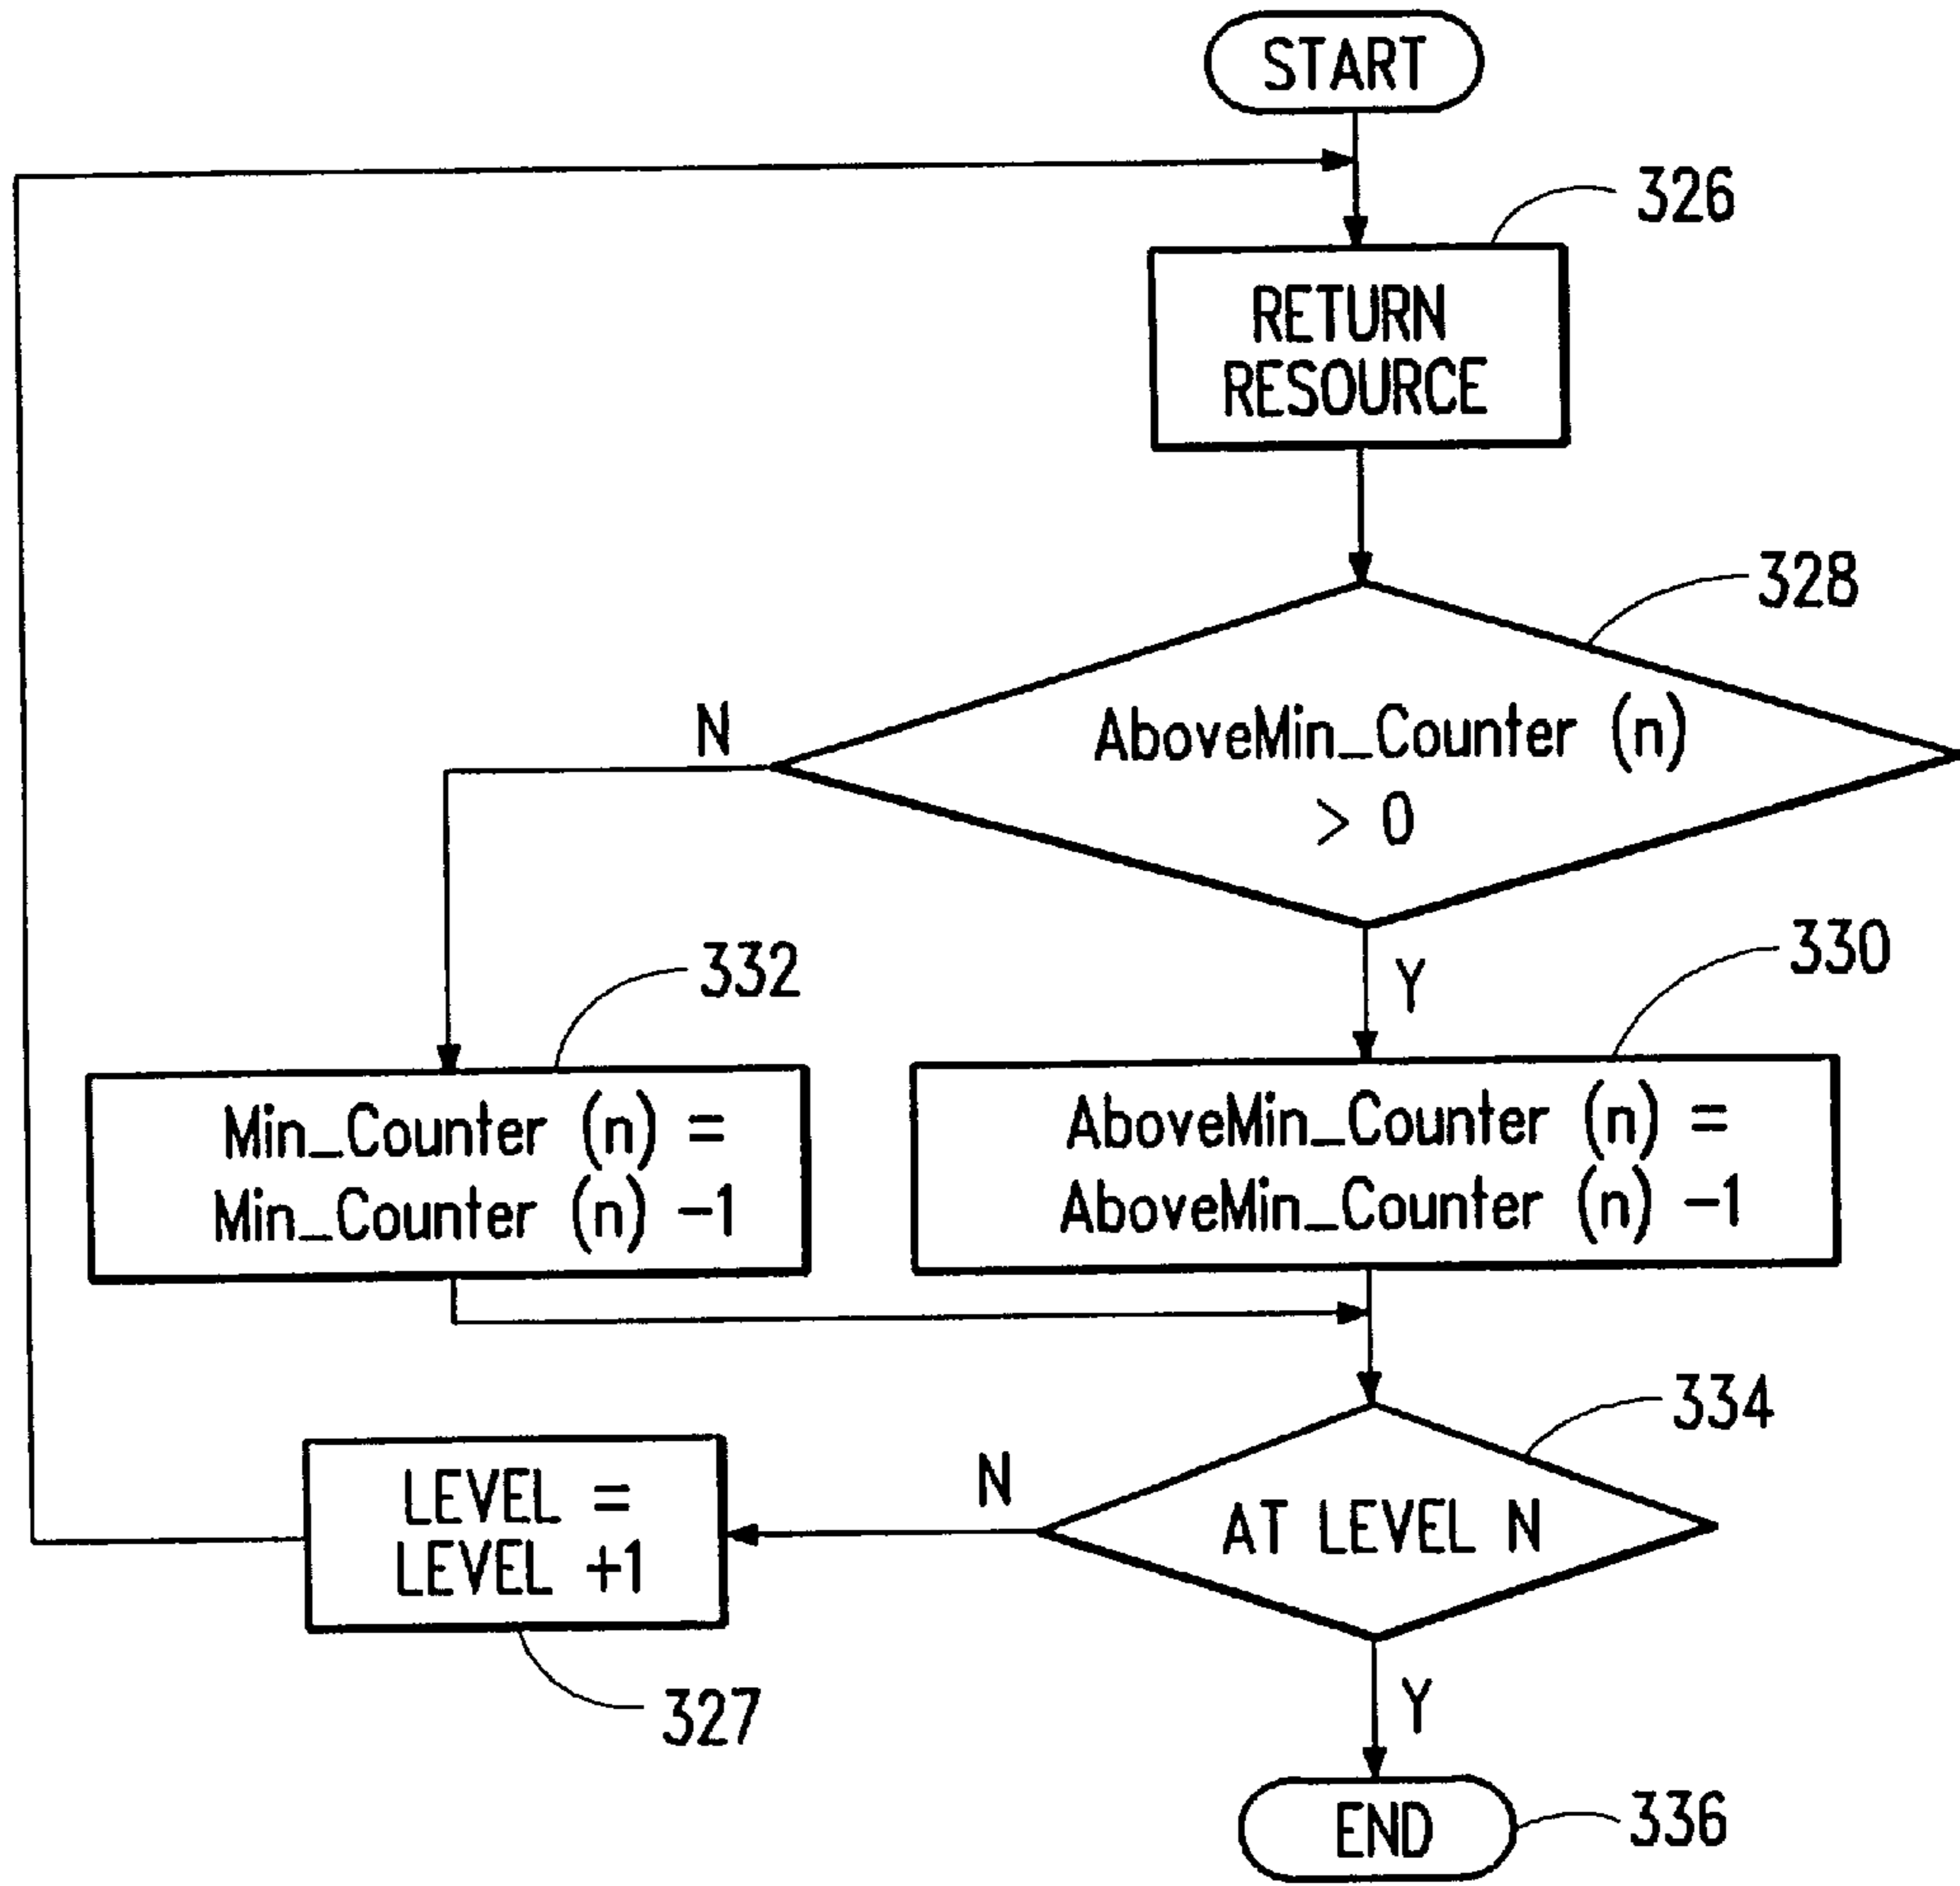 START
326
RETURN
RESOURCE
328
N
AboveMin_Counter (n)
> 0
332
Y
330
Min_Counter (n) =
Min_Counter (n) -1
AboveMin_Counter (n) =
AboveMin_Counter (n) -1
334
N
LEVEL =
LEVEL +1
AT LEVEL N
327
Y
END
336